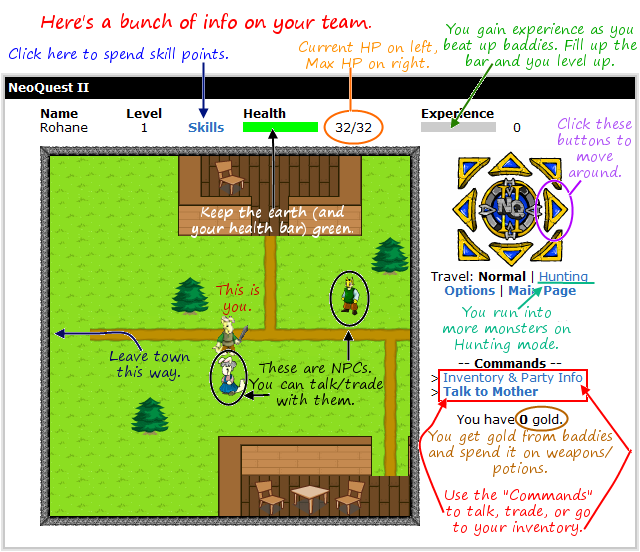 Here's a bunch of info on your team.
Click here to spend skill points.
Current HP on left,
Max HP on right.
You gain experience as you
beat up baddies. Fill up the
bar and you level up.
NeoQuest II
Name Level Health Experience
Rohane 1 Skills 32/32 0
Click these
buttons to
move
around.
Keep the earth (and
your health bar) green.
NQ
This is
you.
Travel: Normal | Hunting
Options | Main Page
You run into
more monsters on
Hunting mode.
Leave town
this way.
These are NPCs.
You can talk/trade
with them.
-- Commands --
> Inventory & Party Info
> Talk to Mother
You have 0 gold.
You get gold from baddies
and spend it on weapons/
potions.
Use the "Commands"
to talk, trade, or go
to your inventory.